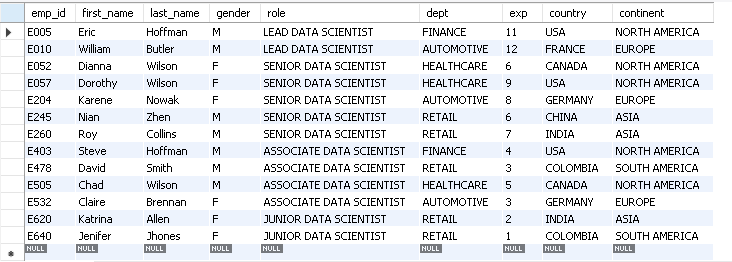 emp_id first_name last_name gender role dept exp country continent
E005 Eric Hoffman M LEAD DATA SCIENTIST FINANCE 11 USA NORTH AMERICA
E010 William Butler M LEAD DATA SCIENTIST AUTOMOTIVE 12 FRANCE EUROPE
E052 Dianna Wilson F SENIOR DATA SCIENTIST HEALTHCARE 6 CANADA NORTH AMERICA
E057 Dorothy Wilson F SENIOR DATA SCIENTIST HEALTHCARE 9 USA NORTH AMERICA
E204 Karene Nowak F SENIOR DATA SCIENTIST AUTOMOTIVE 8 GERMANY EUROPE
E245 Nian Zhen M SENIOR DATA SCIENTIST RETAIL 6 CHINA ASIA
E260 Roy Collins M SENIOR DATA SCIENTIST RETAIL 7 INDIA ASIA
E403 Steve Hoffman M ASSOCIATE DATA SCIENTIST FINANCE 4 USA NORTH AMERICA
E478 David Smith M ASSOCIATE DATA SCIENTIST RETAIL 3 COLOMBIA SOUTH AMERICA
E505 Chad Wilson M ASSOCIATE DATA SCIENTIST HEALTHCARE 5 CANADA NORTH AMERICA
E532 Claire Brennan F ASSOCIATE DATA SCIENTIST AUTOMOTIVE 3 GERMANY EUROPE
E620 Katrina Allen F JUNIOR DATA SCIENTIST RETAIL 2 INDIA ASIA
E640 Jenifer Jhones F JUNIOR DATA SCIENTIST RETAIL 1 COLOMBIA SOUTH AMERICA
NULL NULL NULL NULL NULL NULL NULL NULL NULL